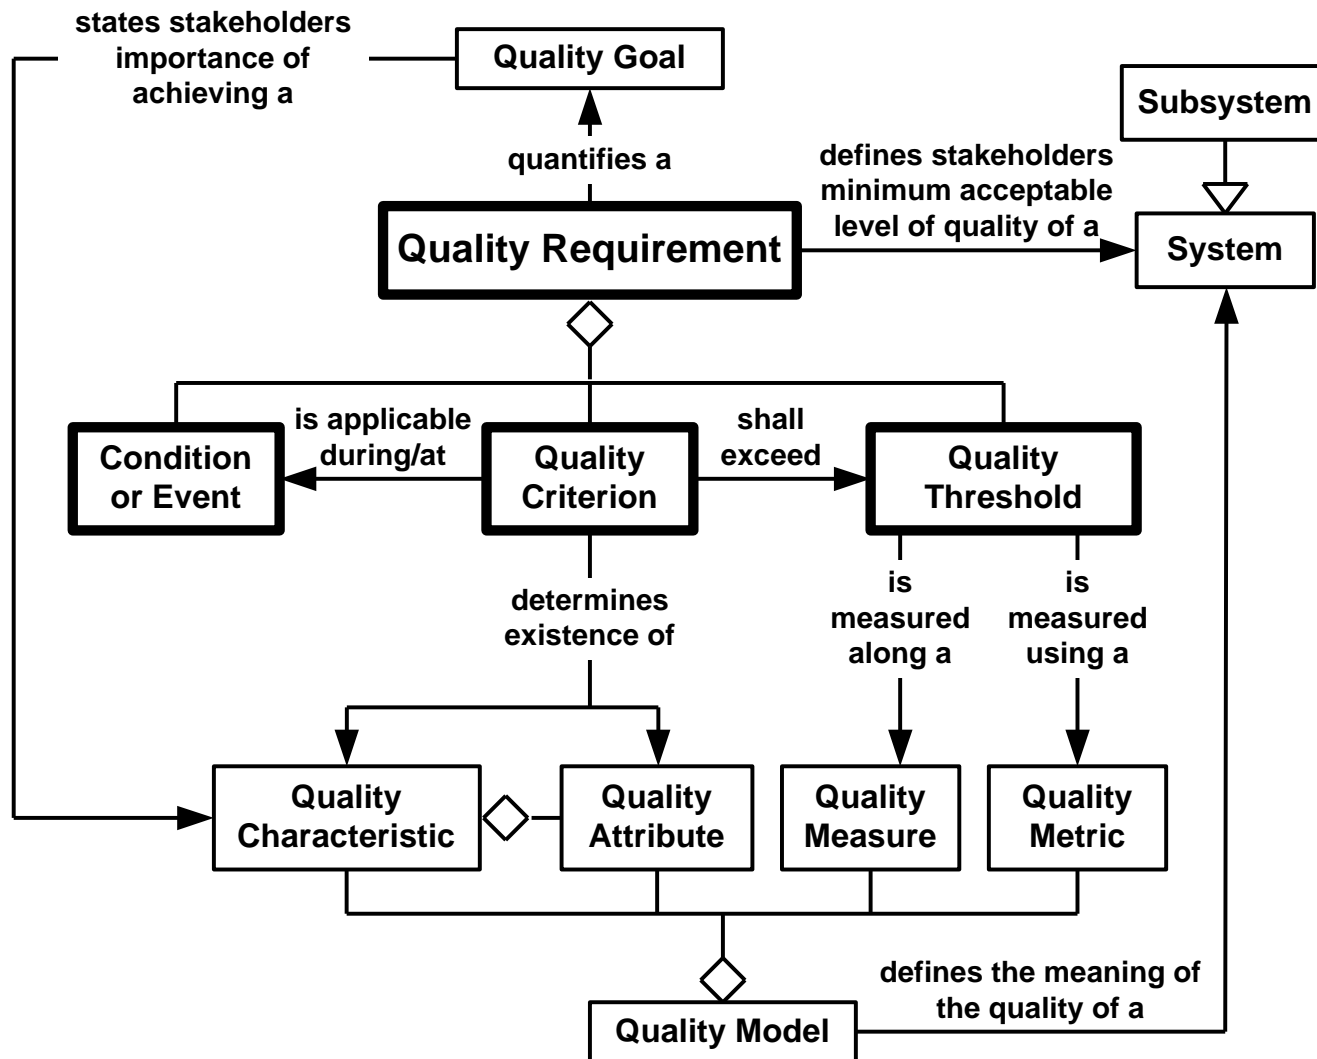 states stakeholders
importance of
achieving a
Quality Goal
Subsystem
quantifies a
defines stakeholders
minimum acceptable
level of quality of a
Quality Requirement
System
is applicable
during/at
shall
exceed
Condition
or Event
Quality
Criterion
Quality
Threshold
determines
existence of
is
measured
along a
is
measured
using a
Quality
Characteristic
Quality
Attribute
Quality
Measure
Quality
Metric
defines the meaning of
the quality of a
Quality Model